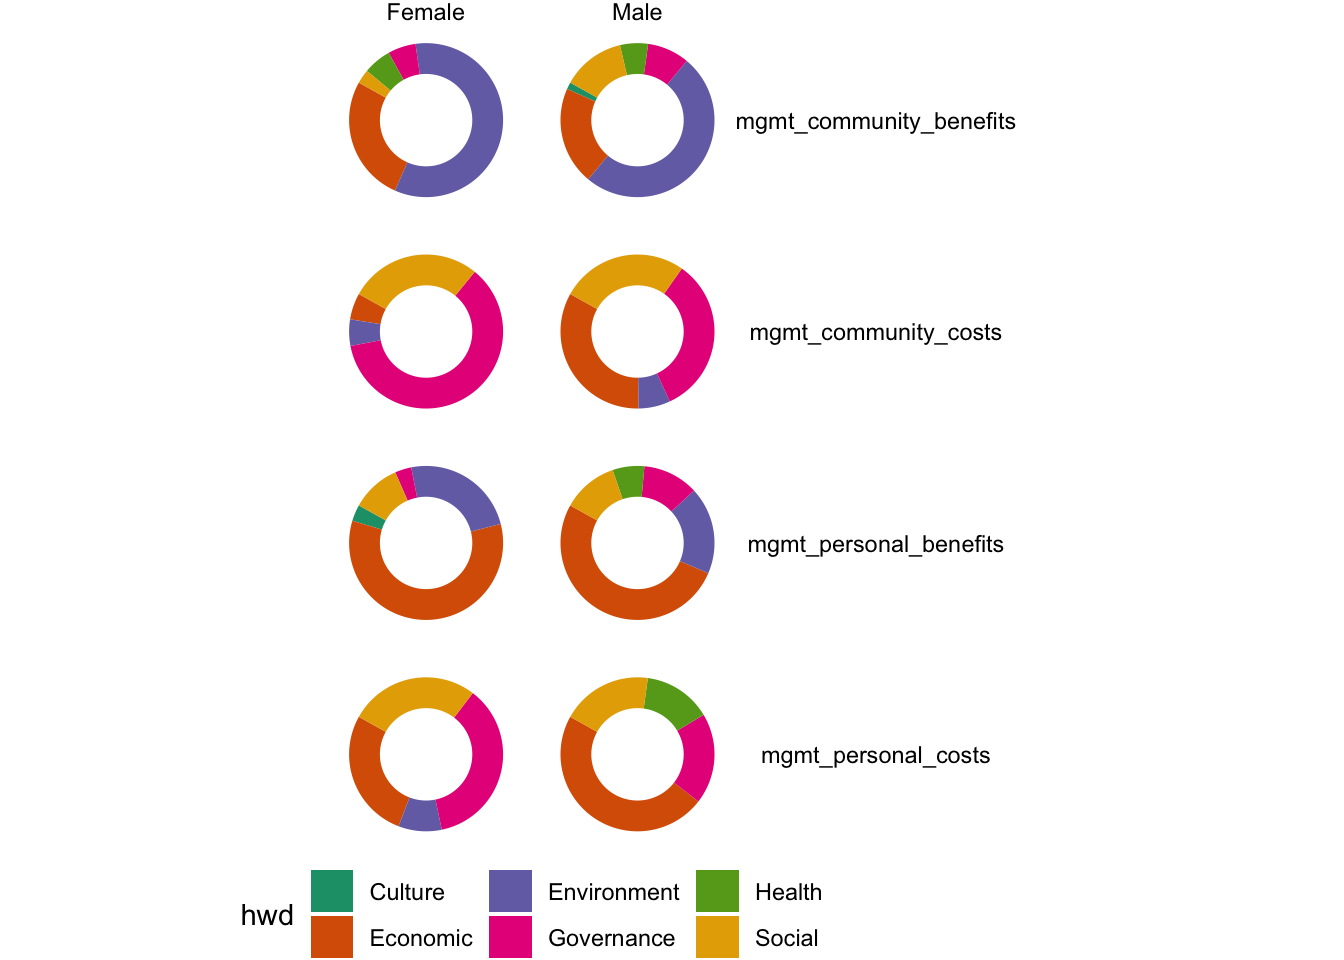 Female Male
mgmt_community_benefits
mgmt_community_costs
mgmt_personal_benefits
mgmt_personal_costs
hwd
Culture Environment Health
Economic Governance Social